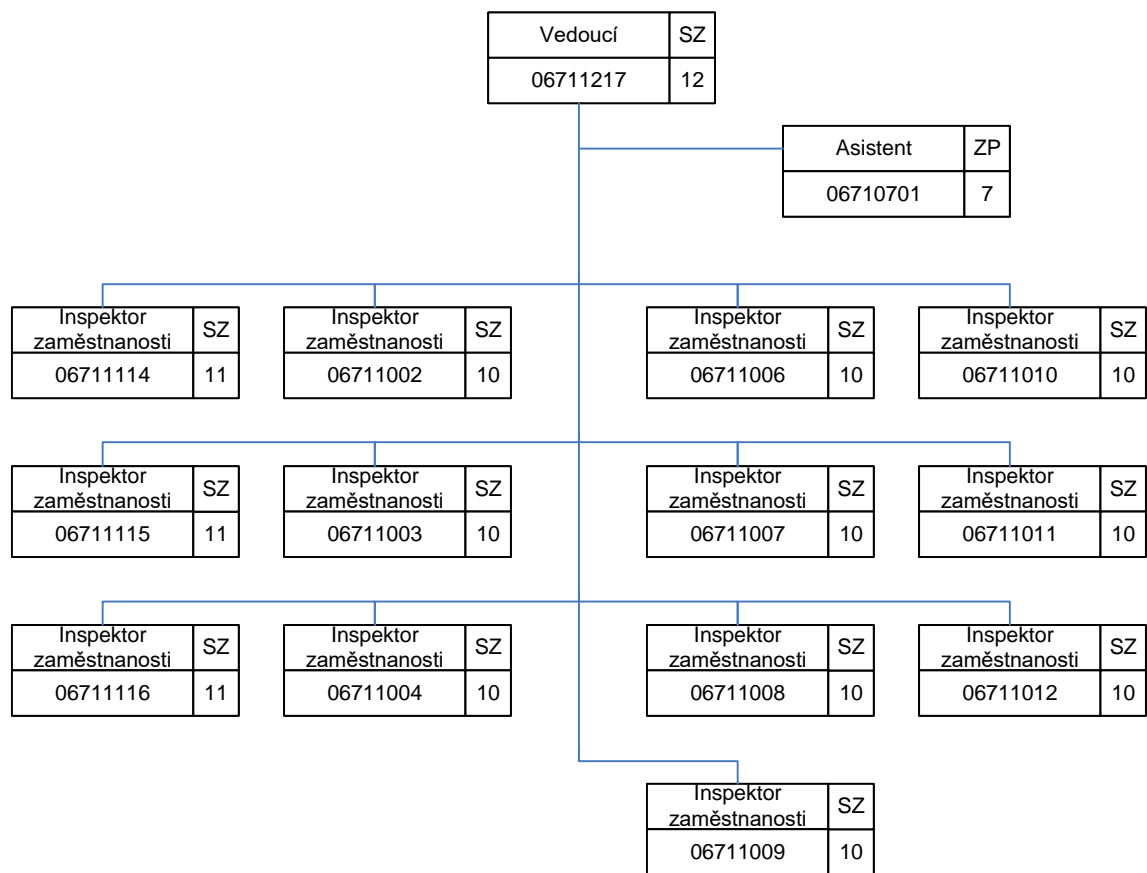 Vedoucí SZ
06711217 12
Asistent ZP
06710701 7
Inspektor
zaměstnanosti SZ
06711114 11
Inspektor
zaměstnanosti SZ
06711002 10
Inspektor
zaměstnanosti SZ
06711006 10
Inspektor
zaměstnanosti SZ
06711010 10
Inspektor
zaměstnanosti SZ
06711115 11
Inspektor
zaměstnanosti SZ
06711003 10
Inspektor
zaměstnanosti SZ
06711007 10
Inspektor
zaměstnanosti SZ
06711011 10
Inspektor
zaměstnanosti SZ
06711116 11
Inspektor
zaměstnanosti SZ
06711004 10
Inspektor
zaměstnanosti SZ
06711008 10
Inspektor
zaměstnanosti SZ
06711012 10
Inspektor
zaměstnanosti SZ
06711009 10